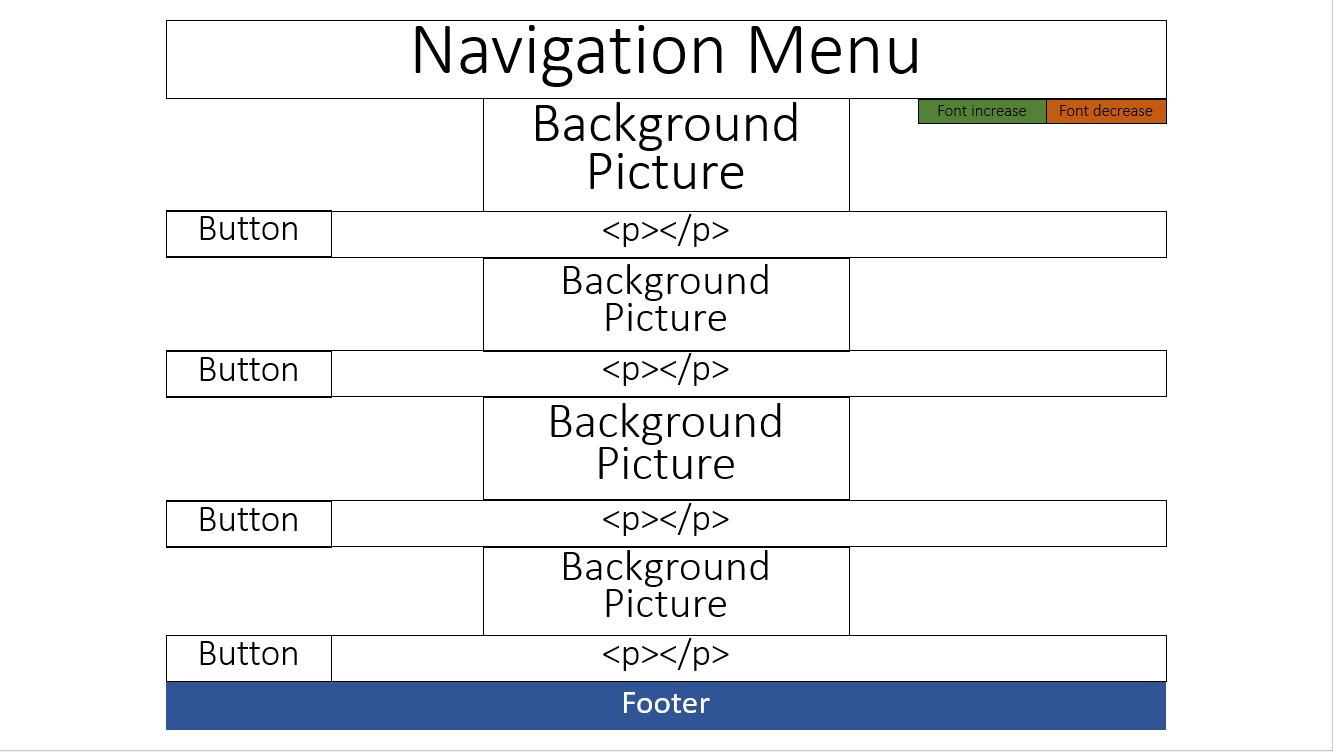 Navigation Menu
Font increase Font decrease
Background
Picture
Button <p></p>
Background
Picture
Button <p></p>
Background
Picture
Button <p></p>
Background
Picture
Button <p></p>
Footer